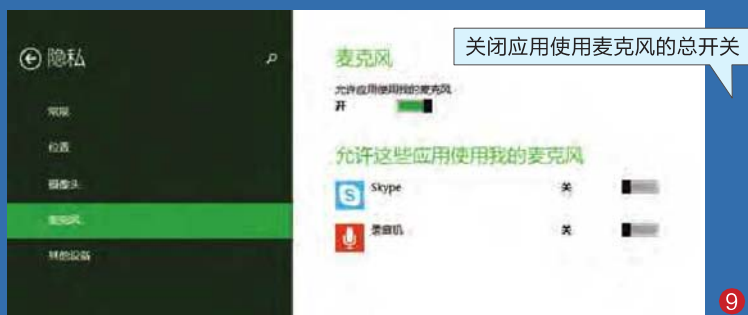 隐私
常规
位置
摄像头
麦克风
其他设备
麦克风
允许应用使用我的麦克风
开
允许这些应用使用我的麦克风
Skype 关
录音机 关
关闭应用使用麦克风的总开关
9